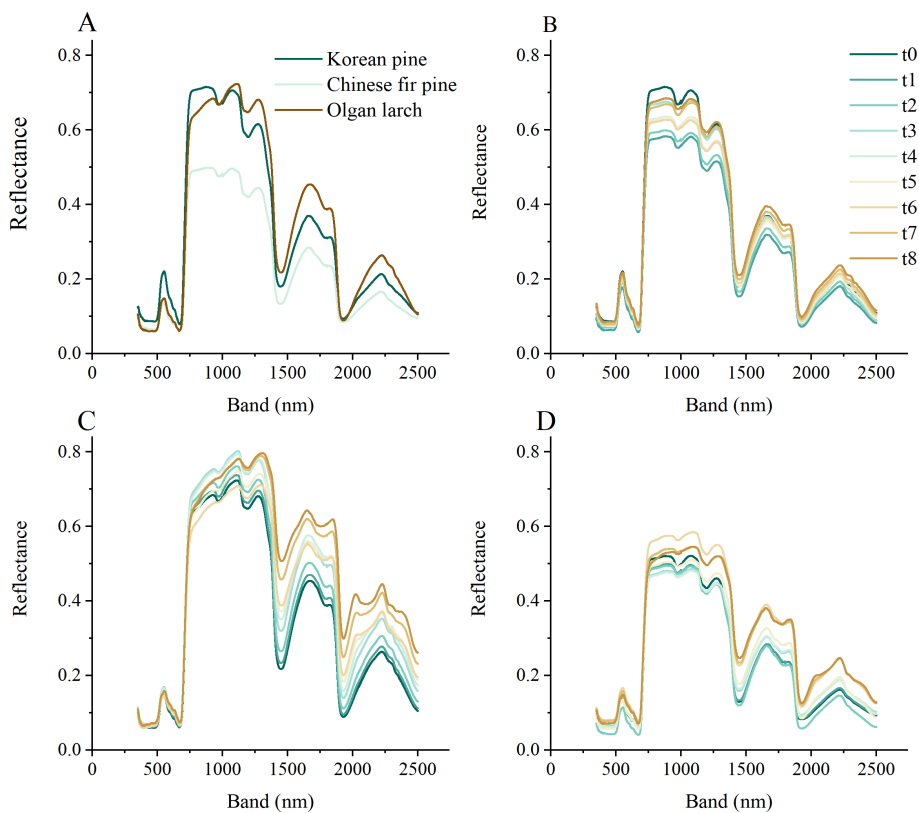 A
Korean pine
Chinese fir pine
Olgan larch
Reflectance
0.8
0.6
0.4
0.2
0.0
0 500 1000 1500 2000 2500
Band (nm)
B
t0
t1
t2
t3
t4
t5
t6
t7
t8
Reflectance
0.8
0.6
0.4
0.2
0.0
0 500 1000 1500 2000 2500
Band (nm)
C
Reflectance
0.8
0.6
0.4
0.2
0.0
0 500 1000 1500 2000 2500
Band (nm)
D
Reflectance
0.8
0.6
0.4
0.2
0.0
0 500 1000 1500 2000 2500
Band (nm)